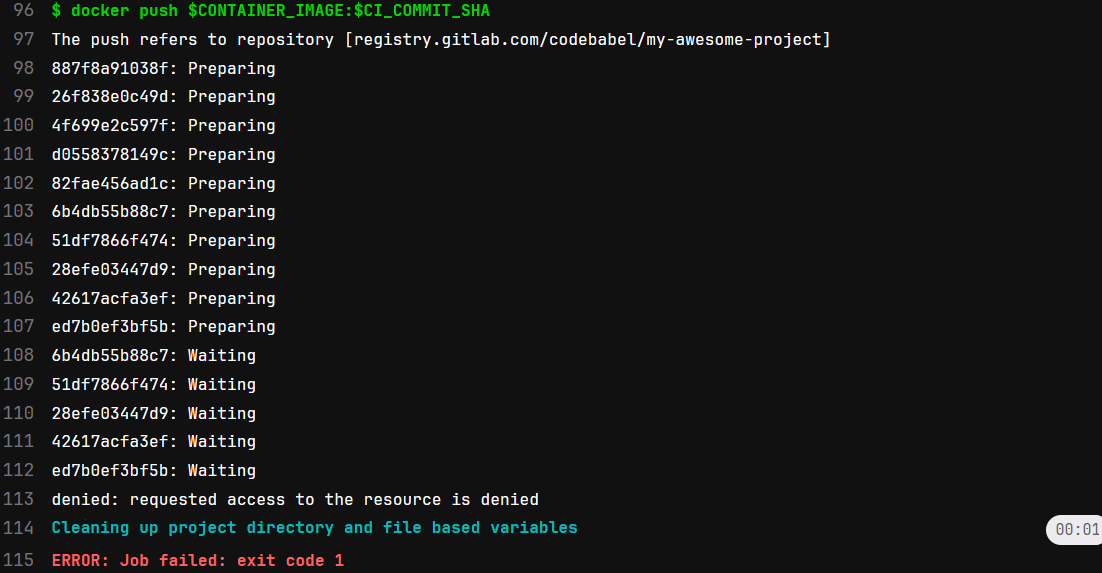 96 $ docker push $CONTAINER_IMAGE:$CI_COMMIT_SHA
97 The push refers to repository [registry.gitlab.com/codebabel/my-awesome-project]
98 887f8a91038f: Preparing
99 26f838e0c49d: Preparing
100 4f699e2c597f: Preparing
101 d0558378149c: Preparing
102 82fae456ad1c: Preparing
103 6b4db55b88c7: Preparing
104 51df7866f474: Preparing
105 28efe03447d9: Preparing
106 42617acfa3ef: Preparing
107 ed7b0ef3bf5b: Preparing
108 6b4db55b88c7: Waiting
109 51df7866f474: Waiting
110 28efe03447d9: Waiting
111 42617acfa3ef: Waiting
112 ed7b0ef3bf5b: Waiting
113 denied: requested access to the resource is denied
114 Cleaning up project directory and file based variables 00:01
115 ERROR: Job failed: exit code 1